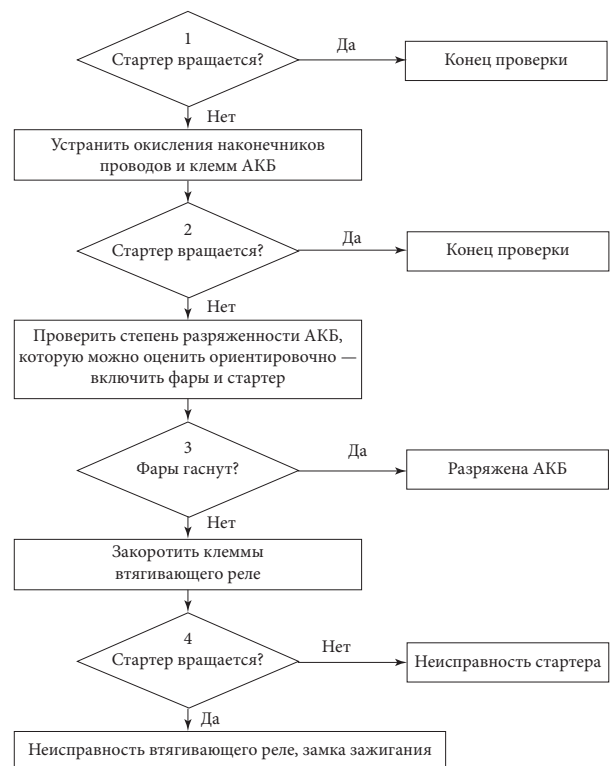 1
Стартер вращается?
Да
Конец проверки
Нет
Устранить окисления наконечников
проводов и клемм АКБ
2
Стартер вращается?
Да
Конец проверки
Нет
Проверить степень разряженности АКБ,
которую можно оценить ориентировочно —
включить фары и стартер
3
Фары гаснут?
Да
Разряжена АКБ
Нет
Закоротить клеммы
втягивающего реле
4
Стартер вращается?
Нет
Неисправность стартера
Да
Неисправность втягивающего реле, замка зажигания